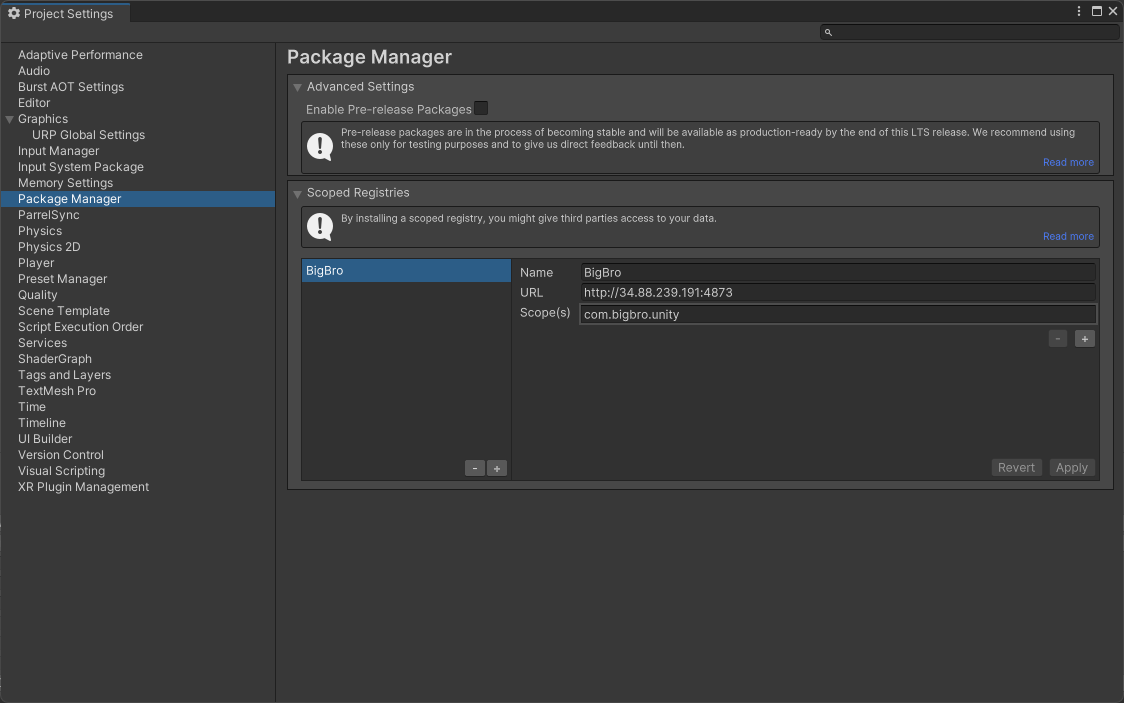 Project Settings
Adaptive Performance
Audio
Burst AOT Settings
Editor
Graphics
URP Global Settings
Input Manager
Input System Package
Memory Settings
Package Manager
ParrelSync
Physics
Physics 2D
Player
Preset Manager
Quality
Scene Template
Script Execution Order
Services
ShaderGraph
Tags and Layers
TextMesh Pro
Time
Timeline
UI Builder
Version Control
Visual Scripting
XR Plugin Management
Package Manager
Advanced Settings
Enable Pre-release Packages
Pre-release packages are in the process of becoming stable and will be available as production-ready by the end of this LTS release. We recommend using
these only for testing purposes and to give us direct feedback until then.
Read more
Scoped Registries
By installing a scoped registry, you might give third parties access to your data.
Read more
BigBro
- +
Name BigBro
URL http://34.88.239.191:4873
Scope(s) com.bigbro.unity
- +
Revert Apply